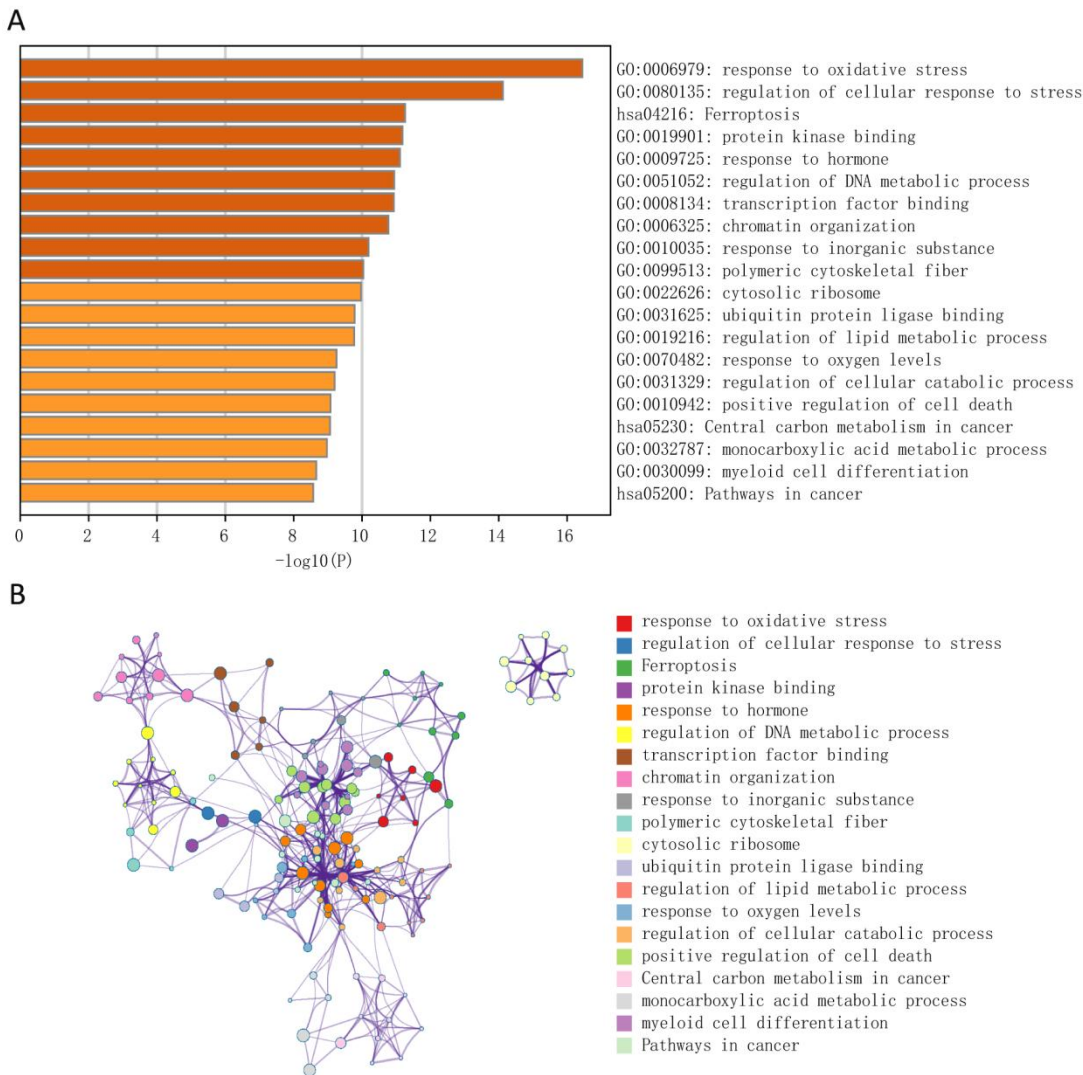 A
GO:0006979: response to oxidative stress
GO:0080135: regulation of cellular response to stress
hsa04216: Ferroptosis
GO:0019901: protein kinase binding
GO:0009725: response to hormone
GO:0051052: regulation of DNA metabolic process
GO:0008134: transcription factor binding
GO:0006325: chromatin organization
GO:0010035: response to inorganic substance
GO:0099513: polymeric cytoskeletal fiber
GO:0022626: cytosolic ribosome
GO:0031625: ubiquitin protein ligase binding
GO:0019216: regulation of lipid metabolic process
GO:0070482: response to oxygen levels
GO:0031329: regulation of cellular catabolic process
GO:0010942: positive regulation of cell death
hsa05230: Central carbon metabolism in cancer
GO:0032787: monocarboxylic acid metabolic process
GO:0030099: myeloid cell differentiation
hsa05200: Pathways in cancer
0 2 4 6 8 10 12 14 16
-log10(P)
B
response to oxidative stress
regulation of cellular response to stress
Ferroptosis
protein kinase binding
response to hormone
regulation of DNA metabolic process
transcription factor binding
chromatin organization
response to inorganic substance
polymeric cytoskeletal fiber
cytosolic ribosome
ubiquitin protein ligase binding
regulation of lipid metabolic process
response to oxygen levels
regulation of cellular catabolic process
positive regulation of cell death
Central carbon metabolism in cancer
monocarboxylic acid metabolic process
myeloid cell differentiation
Pathways in cancer